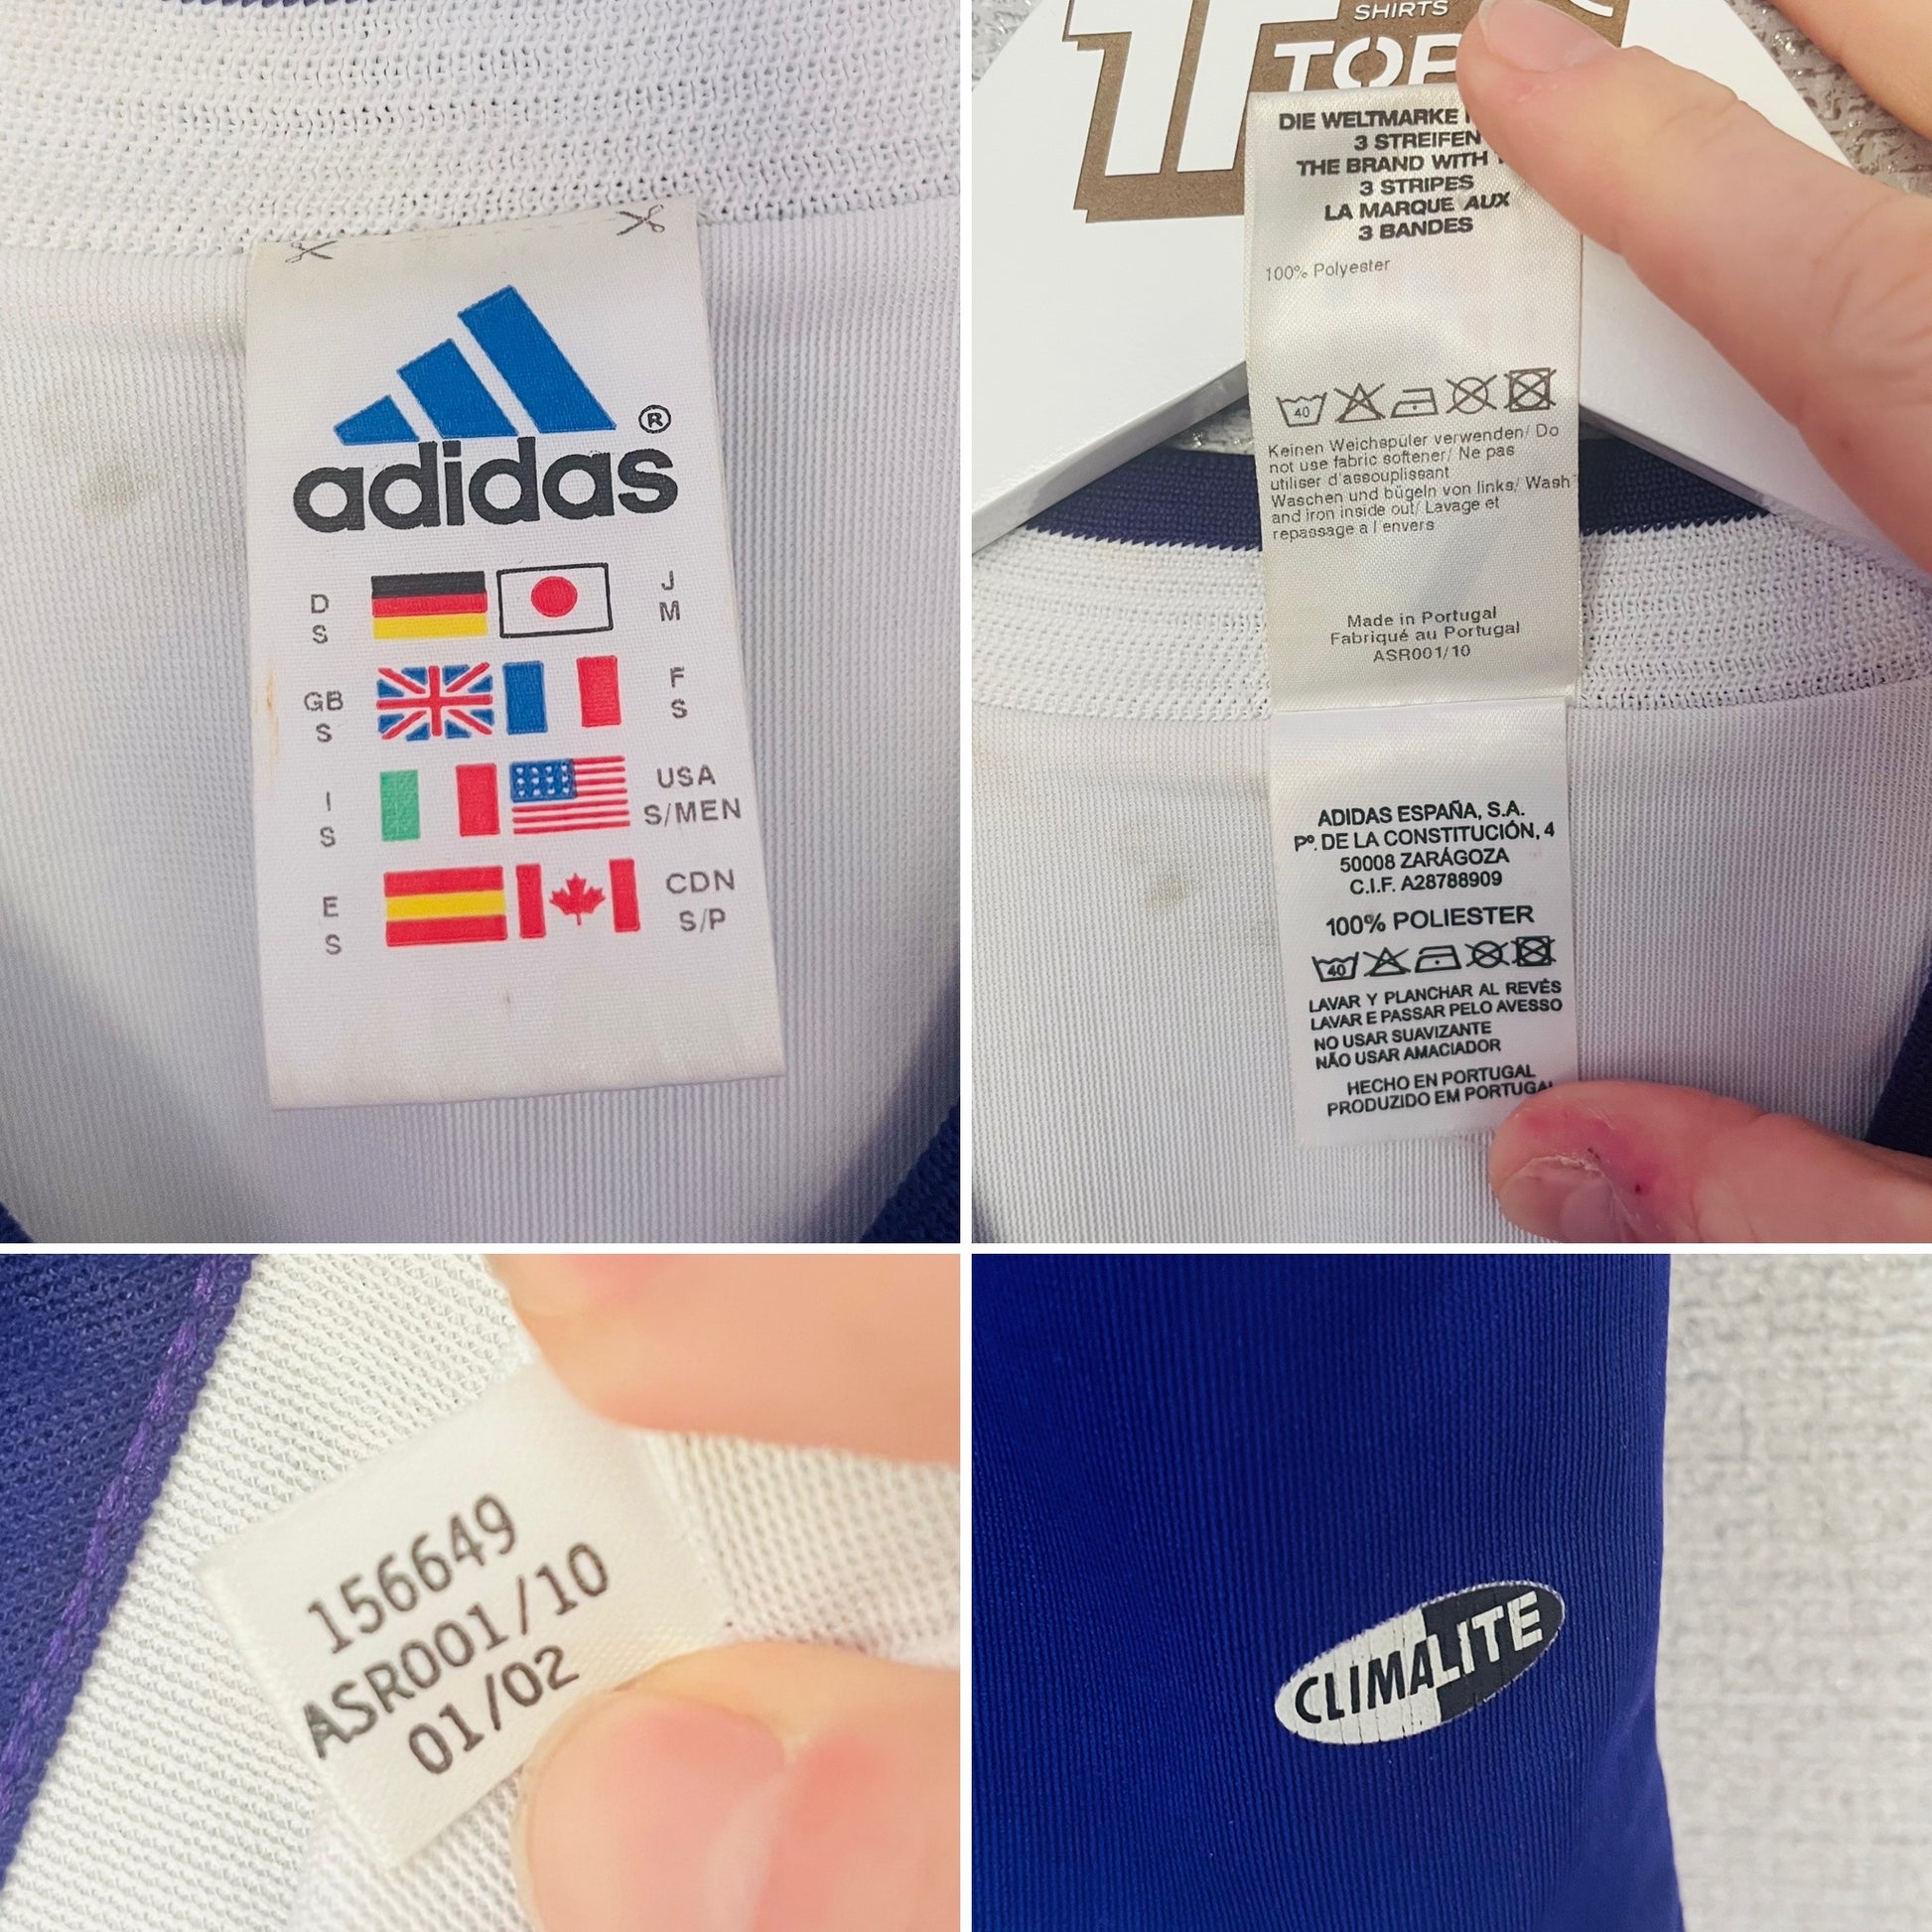 ®
adidas
D
S
J
M
GB
S
F
S
I
S
USA
S/MEN
E
S
CDN
S/P
SHIRTS
DIE WELTMARKE
3 STREIFEN
THE BRAND WITH
3 STRIPES
LA MARQUE AUX
3 BANDES
100% Polyester
40
Keinen Weichspüler verwenden/ Do
not use fabric softener/ Ne pas
utiliser d'assouplissant
Waschen und bügeln von links/ Wash
and iron inside out/ Lavage et
repassage a l'envers
Made in Portugal
Fabriqué au Portugal
ASR001/10
ADIDAS ESPAÑA, S.A.
Pº. DE LA CONSTITUCIÓN, 4
50008 ZARÁGOZA
C.I.F. A28788909
100% POLIESTER
40
LAVAR Y PLANCHAR AL REVÉS
LAVAR E PASSAR PELO AVESSO
NO USAR SUAVIZANTE
NÃO USAR AMACIADOR
HECHO EN PORTUGAL
PRODUZIDO EM PORTUGAL
156649
ASR001/10
01/02
CLIMALITE